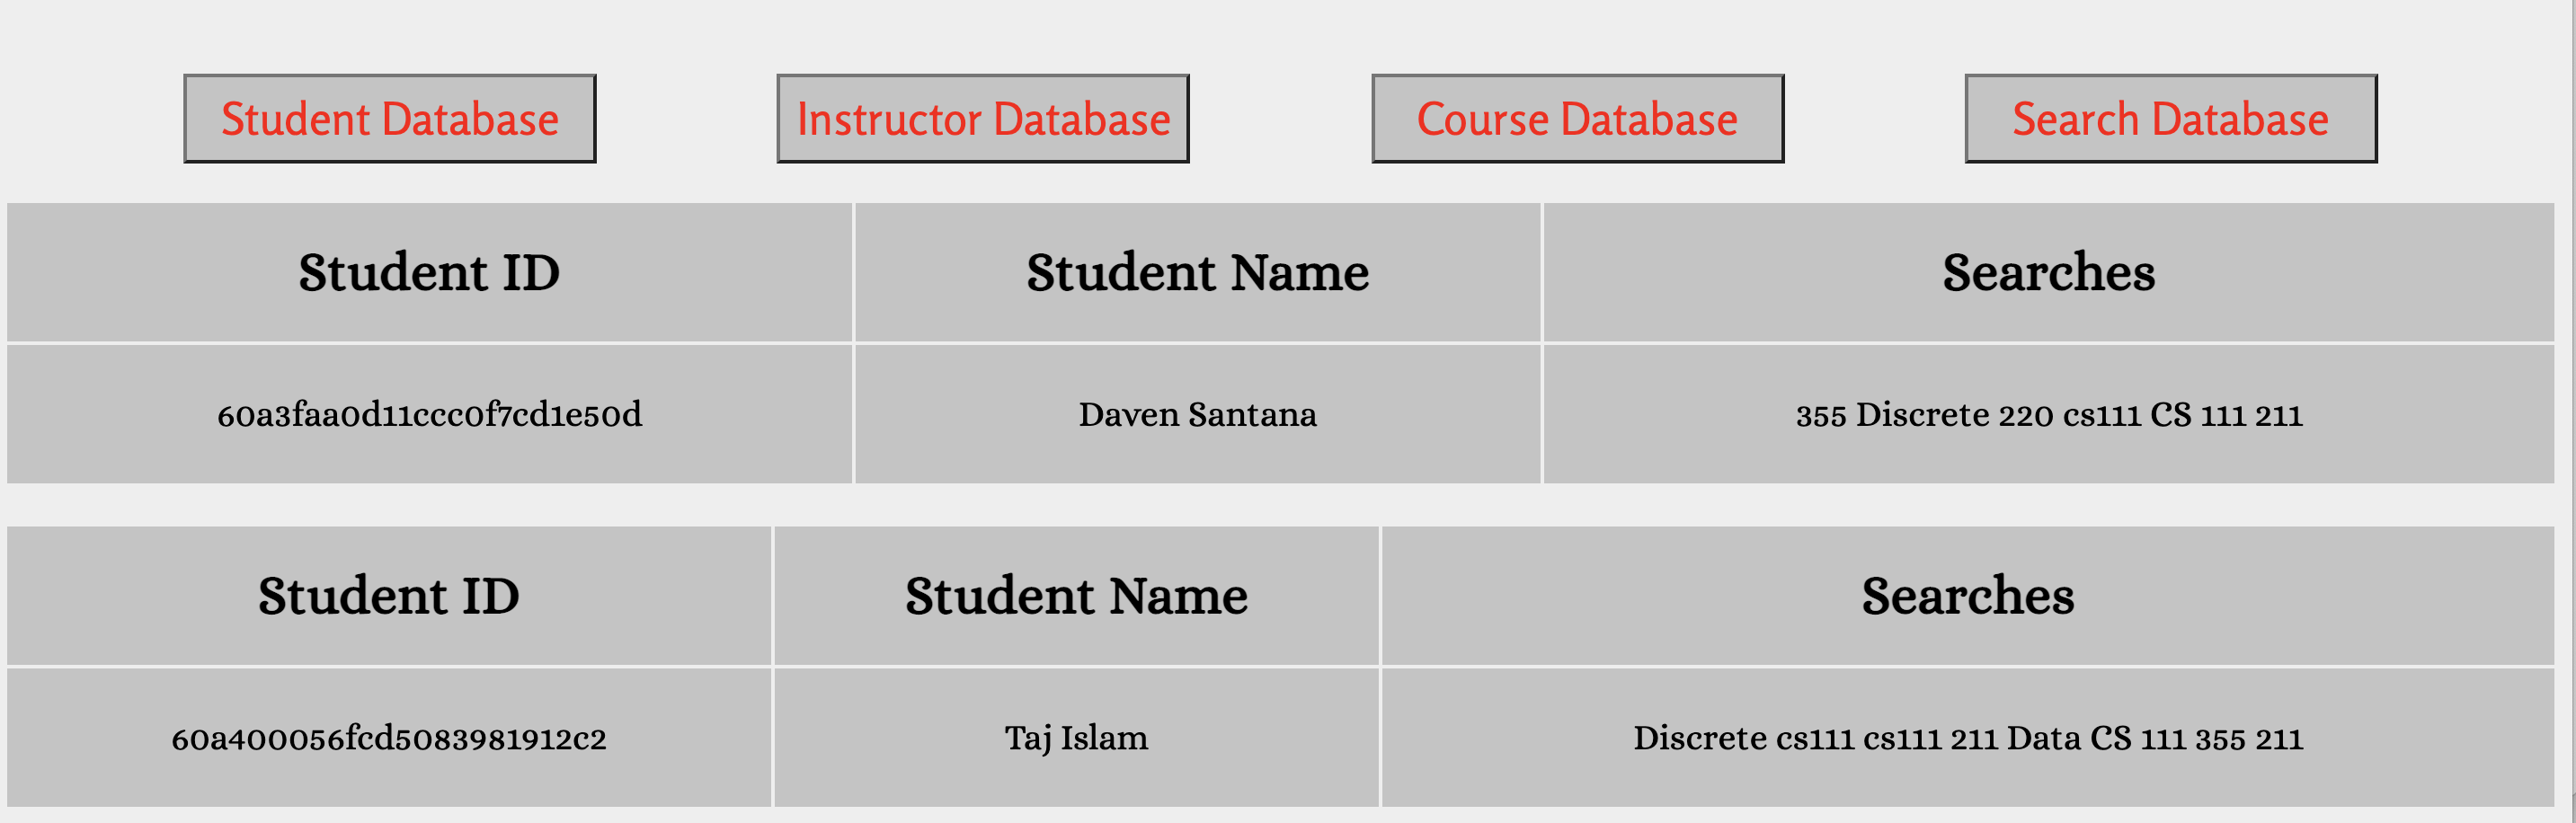 Student Database Instructor Database Course Database Search Database
Student ID Student Name Searches
60a3faa0d11ccc0f7cd1e50d Daven Santana 355 Discrete 220 cs111 CS 111 211
Student ID Student Name Searches
60a400056fcd5083981912c2 Taj Islam Discrete cs111 cs111 211 Data CS 111 355 211